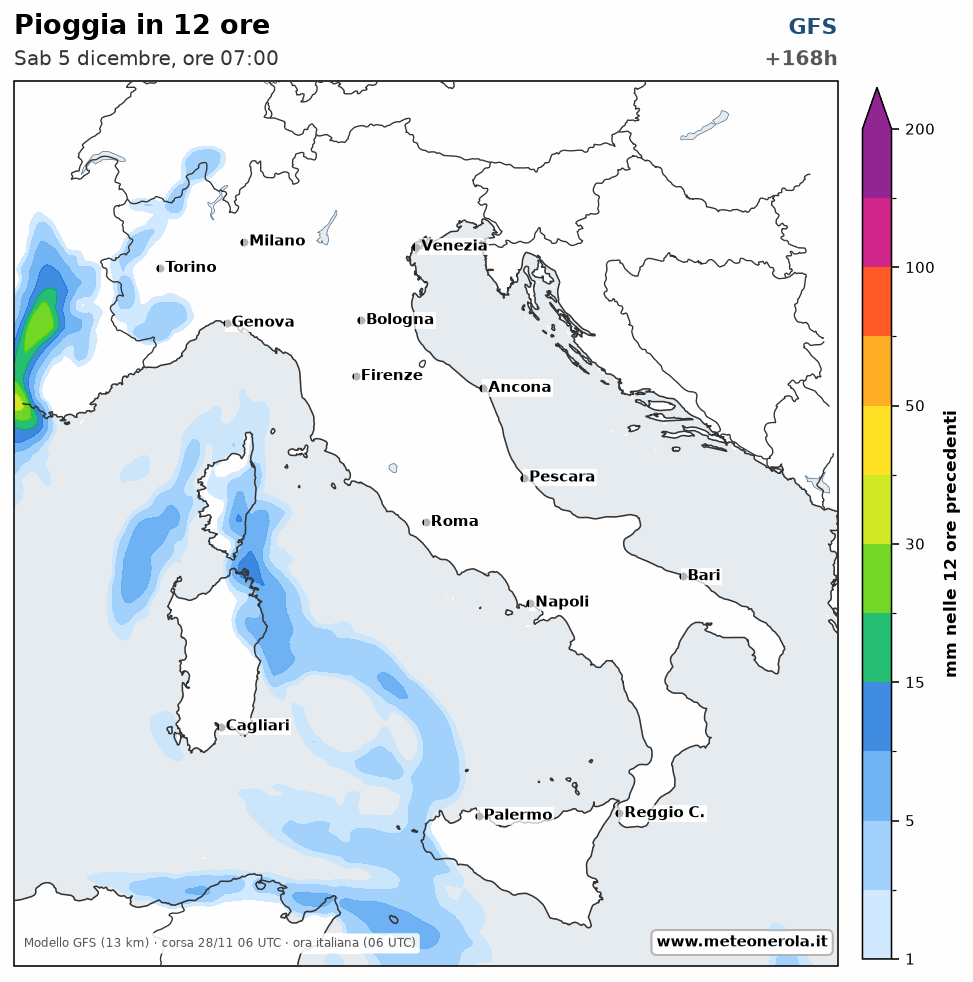 Pioggia in 12 ore
GFS
Sab 5 dicembre, ore 07:00
+168h
200
100
50
30
15
5
1
mm nelle 12 ore precedenti
Milano
Venezia
Torino
Genova
Bologna
Firenze
Ancona
Pescara
Roma
Bari
Napoli
Cagliari
Palermo
Reggio C.
Modello GFS (13 km) · corsa 28/11 06 UTC · ora italiana (06 UTC)
www.meteonerola.it